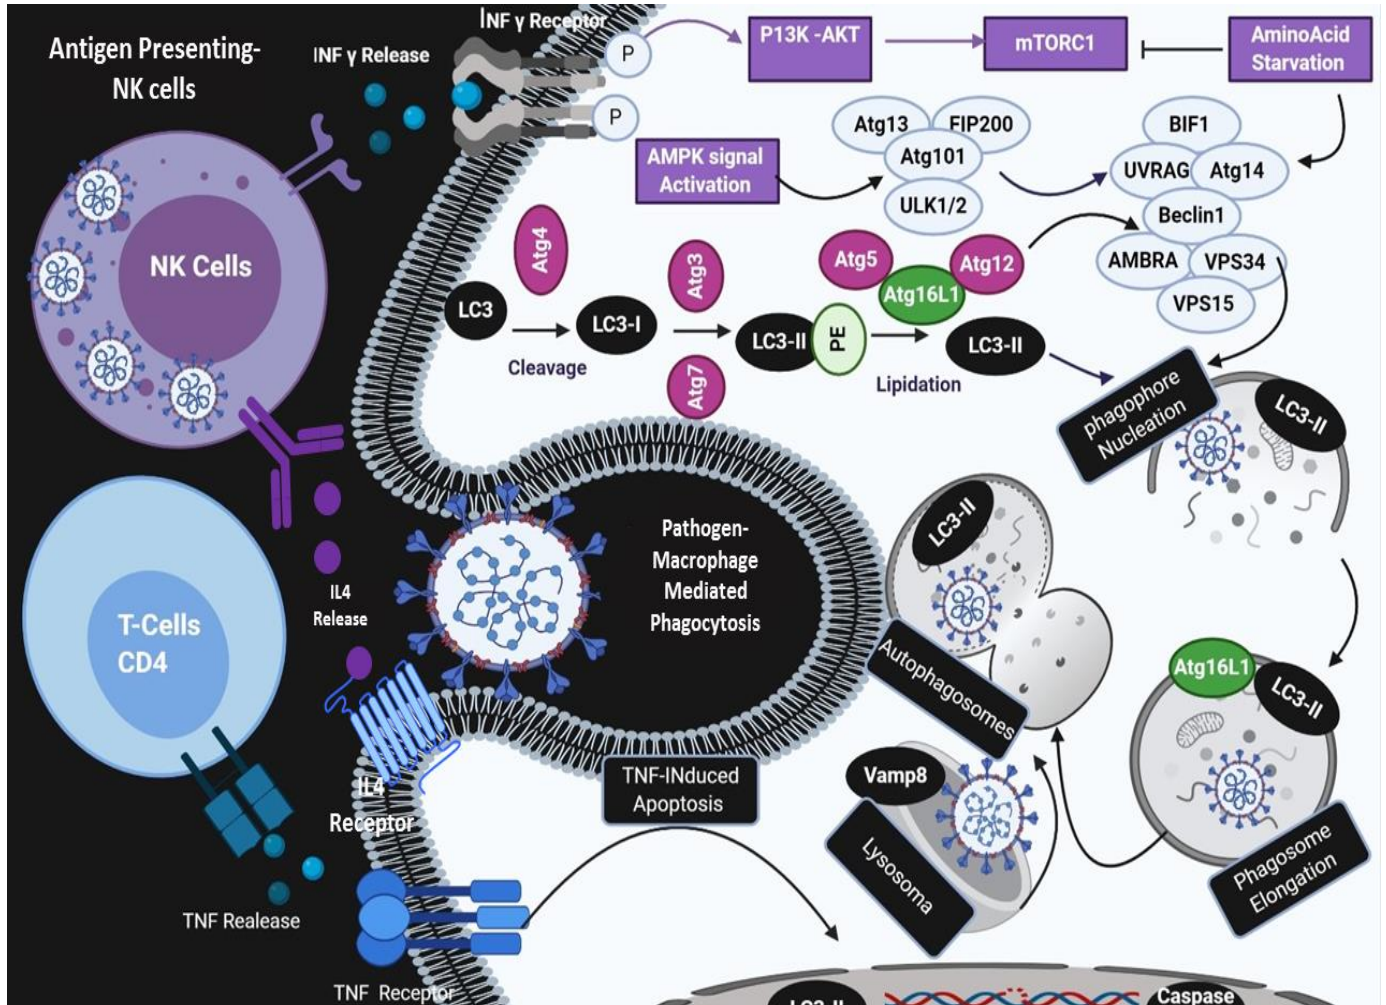 Antigen Presenting-
NK cells
INF γ Release
INF γ Receptor
P
P
P13K -AKT
mTORC1
AminoAcid
Starvation
AMPK signal
Activation
Atg13
FIP200
Atg101
ULK1/2
BIF1
UVRAG
Atg14
Beclin1
AMBRA
VPS34
VPS15
NK Cells
LC3
Atg4
Cleavage
LC3-I
Atg3
Atg7
LC3-II
PE
Atg5
Atg12
Atg16L1
Lipidation
LC3-II
phagophore
Nucleation
LC3-II
T-Cells
CD4
IL4
Release
Pathogen-
Macrophage
Mediated
Phagocytosis
LC3-II
Autophagosomes
Atg16L1
LC3-II
Phagosome
Elongation
IL4
Receptor
TNF-INduced
Apoptosis
Vamp8
Lysosoma
TNF Realease
TNF Receptor
LC3-II
Caspase